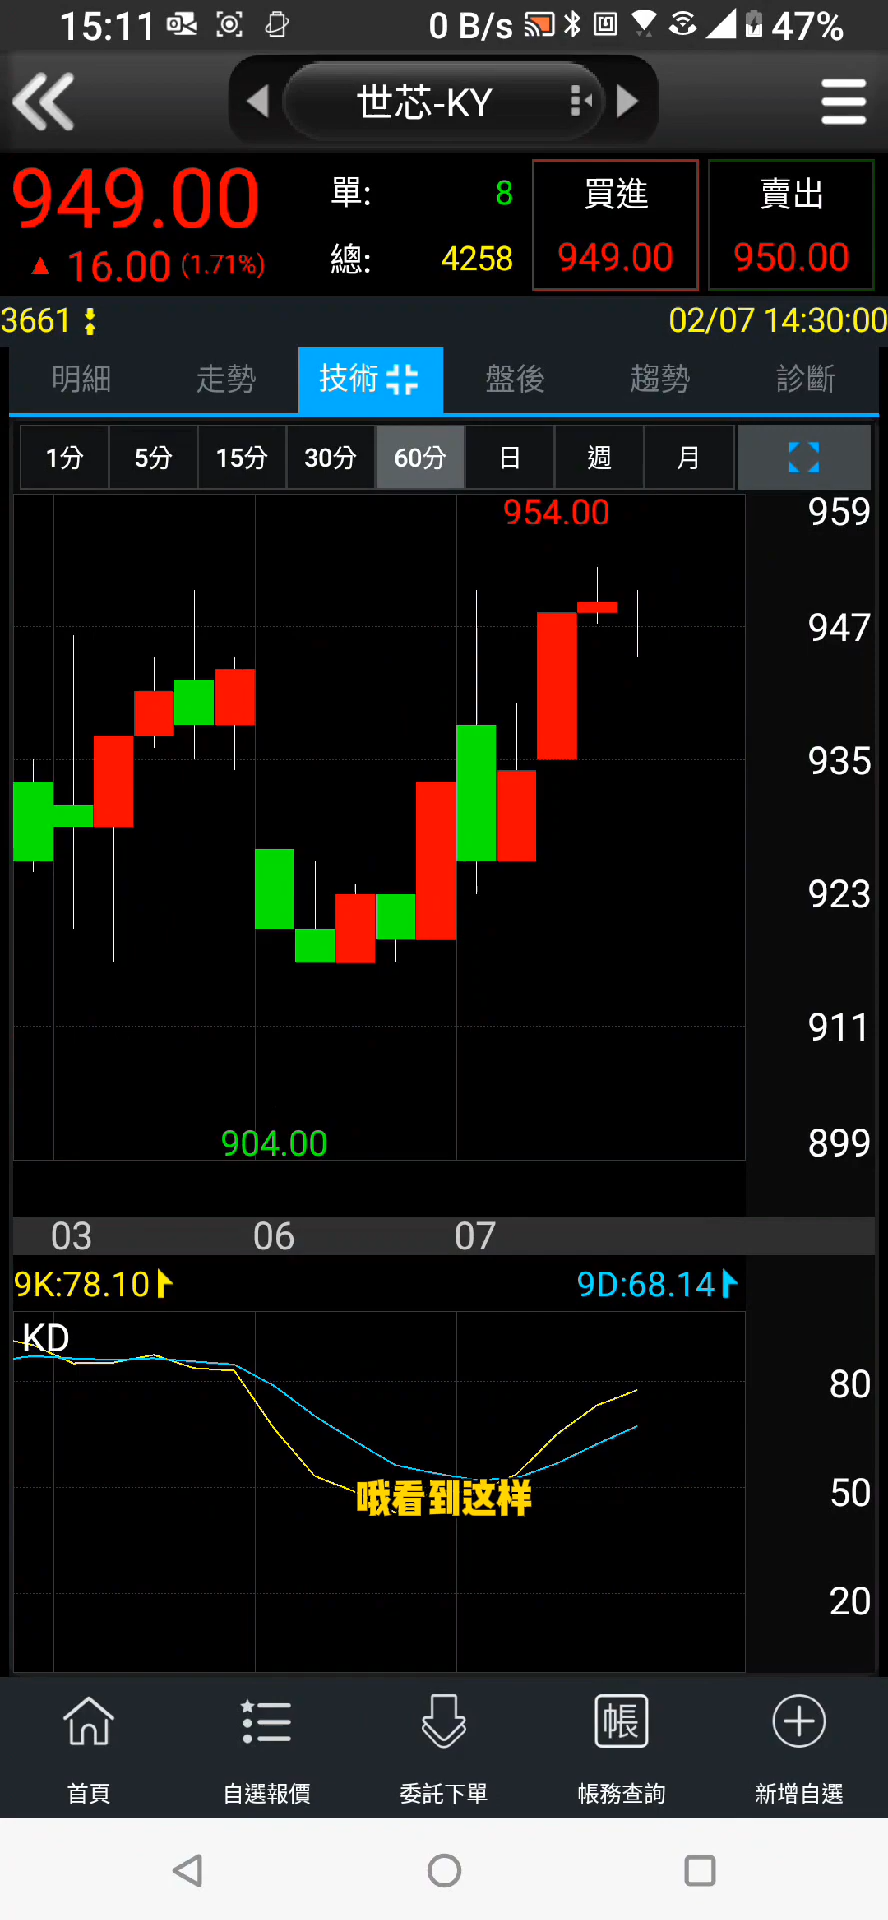 15:11 0 B/s 47%
世芯-KY
949.00 單: 8 買進 賣出
▲ 16.00 (1.71%) 總: 4258 949.00 950.00
3661 02/07 14:30:00
明細 走勢 技術 盤後 趨勢 診斷
1分 5分 15分 30分 60分 日 週 月
954.00 959
947
935
923
911
904.00 899
03 06 07
9K:78.10 9D:68.14
KD
80
哦看到这样 50
20
帳
首頁 自選報價 委託下單 帳務查詢 新增自選